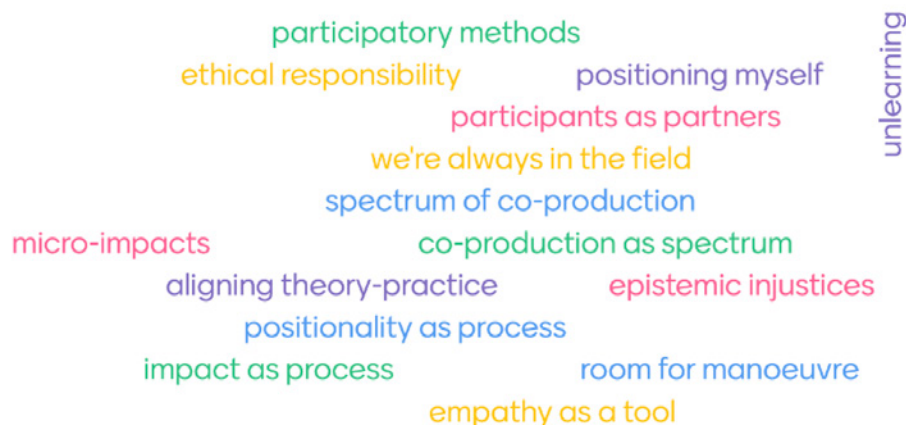 participatory methods
unlearning
ethical responsibility
positioning myself
participants as partners
we're always in the field
spectrum of co-production
micro-impacts
co-production as spectrum
aligning theory-practice
epistemic injustices
positionality as process
impact as process
room for manoeuvre
empathy as a tool